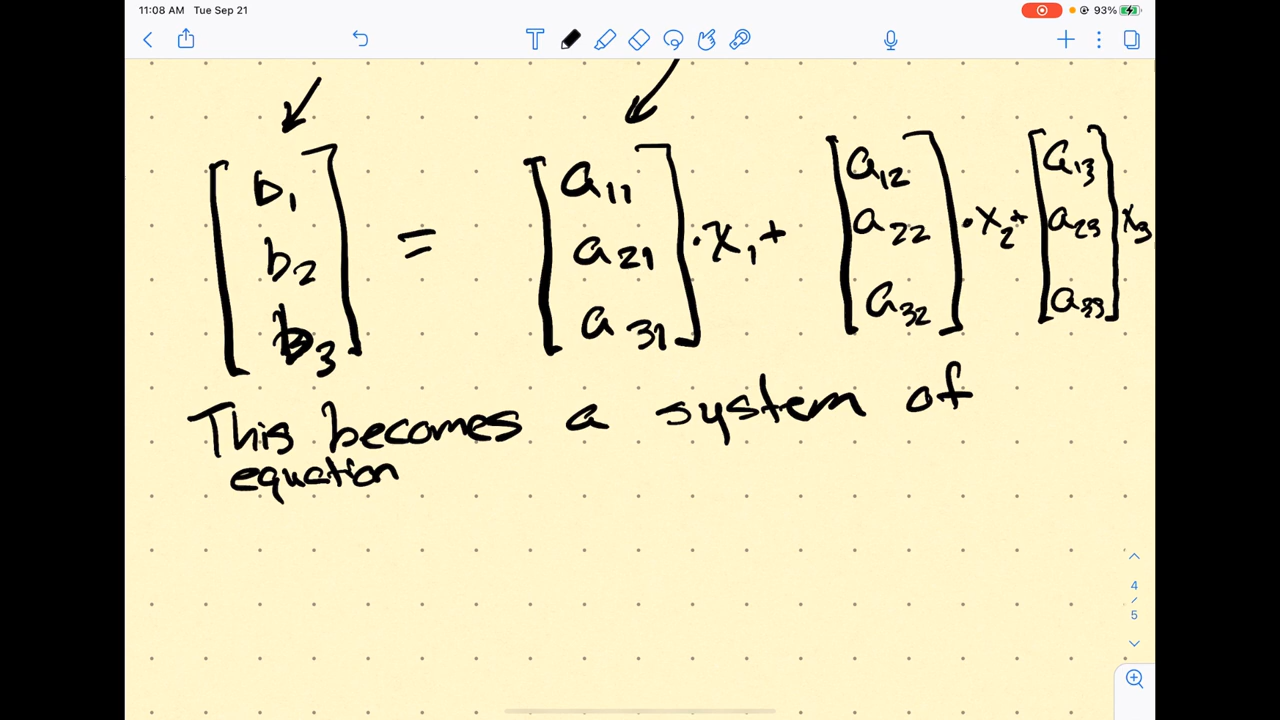 11:08 AM Tue Sep 21 93%
b1 a11 a12 a13
b2 = a21 ·x1+ a22 ·x2+ a23 x3
b3 a31 a32 a33
This becomes a system of
equation
4
/
5